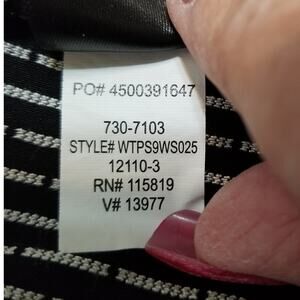 PO# 4500391647
730-7103
STYLE# WTPS9WS025
12110-3
RN# 115819
V# 13977